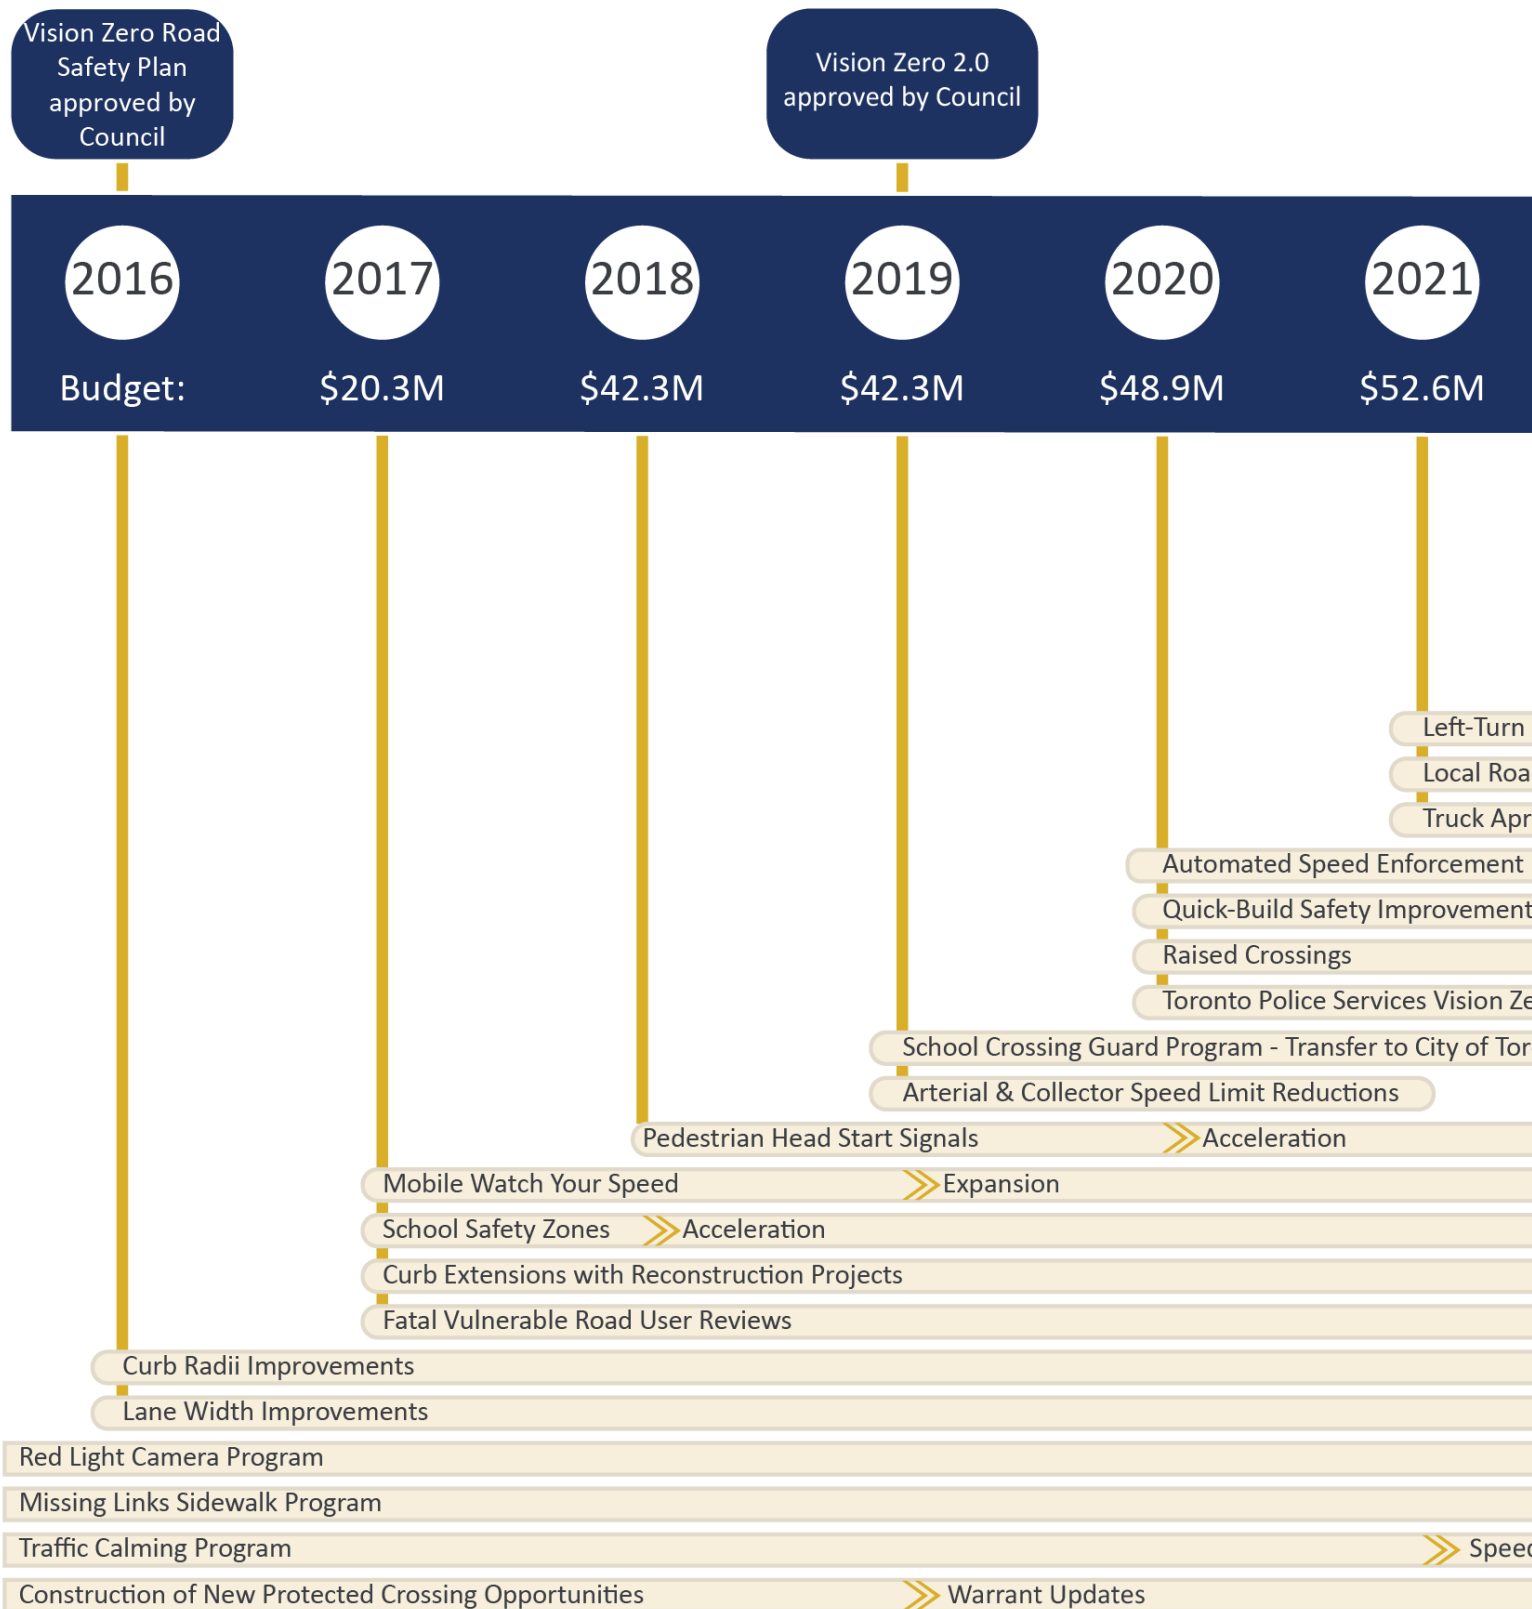 Vision Zero Road
Safety Plan
approved by
Council
Vision Zero 2.0
approved by Council
2016
2017
2018
2019
2020
2021
Budget:
$20.3M
$42.3M
$42.3M
$48.9M
$52.6M
Left-Turn
Local Roa
Truck Apr
Automated Speed Enforcement
Quick-Build Safety Improvement
Raised Crossings
Toronto Police Services Vision Ze
School Crossing Guard Program - Transfer to City of Tor
Arterial & Collector Speed Limit Reductions
Pedestrian Head Start Signals Acceleration
Mobile Watch Your Speed Expansion
School Safety Zones Acceleration
Curb Extensions with Reconstruction Projects
Fatal Vulnerable Road User Reviews
Curb Radii Improvements
Lane Width Improvements
Red Light Camera Program
Missing Links Sidewalk Program
Traffic Calming Program Speed
Construction of New Protected Crossing Opportunities Warrant Updates